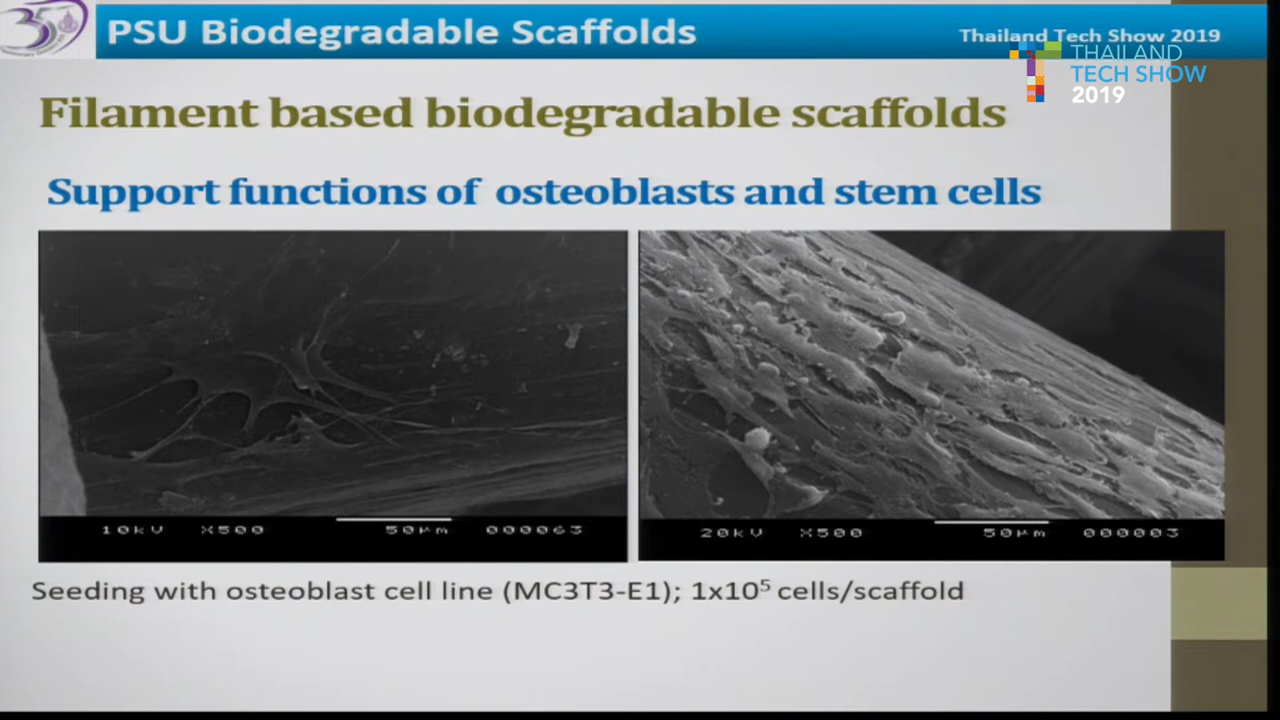 35
PSU Biodegradable Scaffolds
Thailand Tech Show 2019
THAILAND
TECH SHOW
2019
Filament based biodegradable scaffolds
Support functions of osteoblasts and stem cells
10kV X500 50µm 000063
20kV X500 50µm 000003
Seeding with osteoblast cell line (MC3T3-E1); 1x10⁵ cells/scaffold